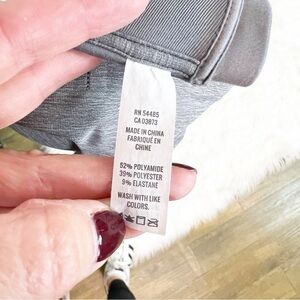 RN 54485
CA 03873
MADE IN CHINA
FABRIQUÉ EN
CHINE
52% POLYAMIDE
39% POLYESTER
9% ELASTANE
WASH WITH LIKE
COLORS.